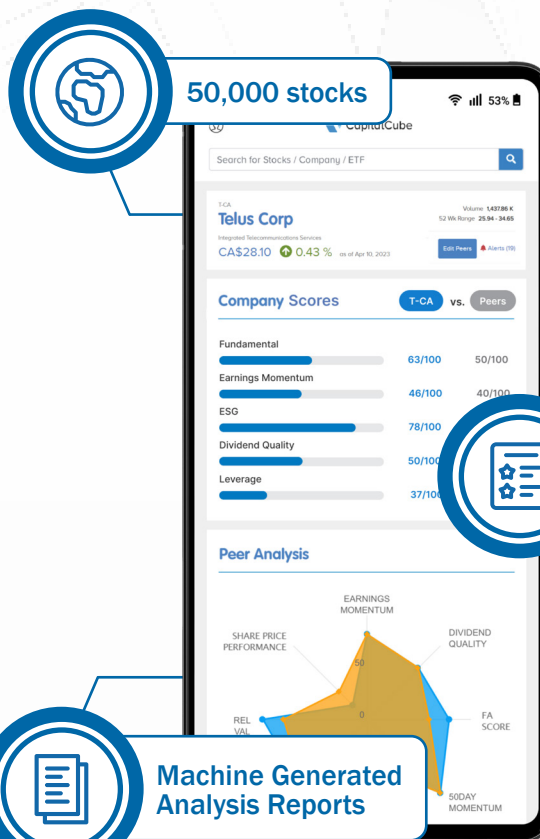 50,000 stocks
53%
CapitalCube
Search for Stocks / Company / ETF
T-CA
Telus Corp
Integrated Telecommunications Services
CA$28.10 0.43 % as of Apr 10, 2023
Volume 1,437.86 K
52 Wk Range 25.94 - 34.65
Edit Peers Alerts (19)
Company Scores T-CA vs. Peers
Fundamental
63/100 50/100
Earnings Momentum
46/100 40/100
ESG
78/100
Dividend Quality
50/100
Leverage
37/100
Peer Analysis
EARNINGS
MOMENTUM
SHARE PRICE
PERFORMANCE
DIVIDEND
QUALITY
50
0
REL
VAL
FA
SCORE
50DAY
MOMENTUM
Machine Generated
Analysis Reports